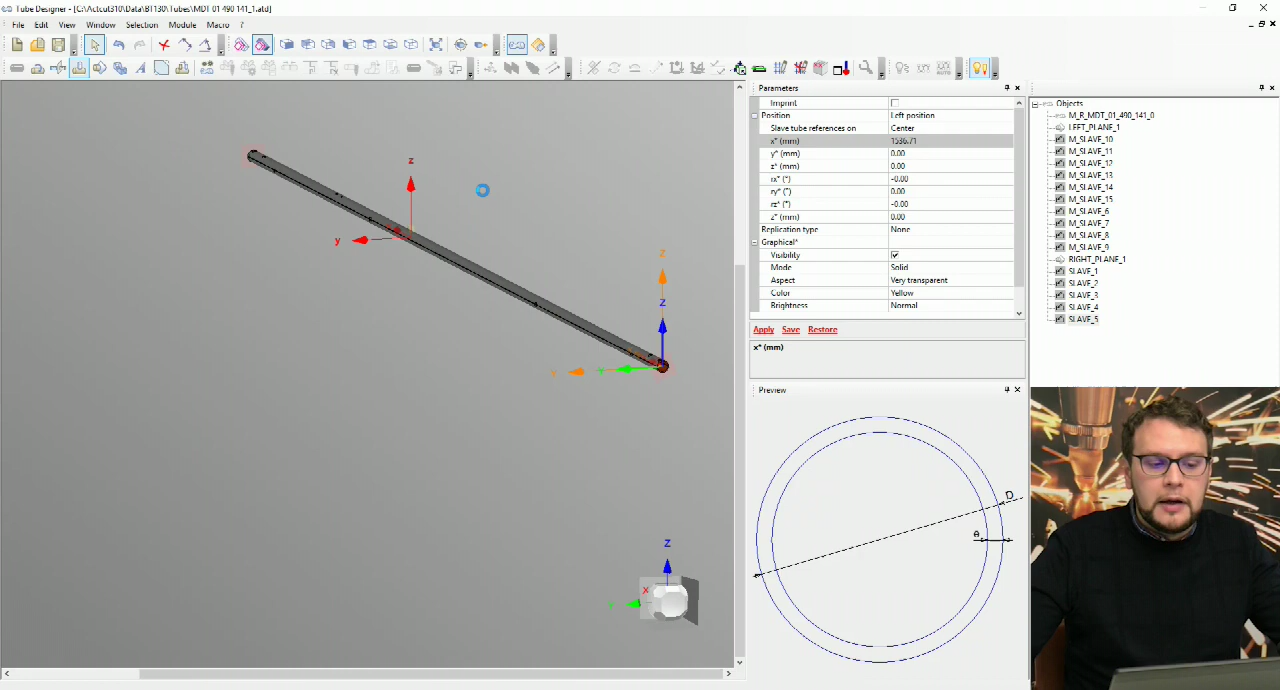 Tube Designer - [C:\Actcut310\Data\BT130\Tubes\MDT 01 490 141_1.atd]
File Edit View Window Selection Module Macro ?
Parameters
Imprint
Position Left position
Slave tube references on Center
x* (mm) 1536.71
y* (mm) 0.00
z* (mm) 0.00
rx* (°) -0.00
ry* (°) 0.00
rz* (°) -0.00
z* (mm) 0.00
Replication type None
Graphical*
Visibility
Mode Solid
Aspect Very transparent
Color Yellow
Brightness Normal
Apply Save Restore
x* (mm)
Preview
D
e
Objects
M_R_MDT_01_490_141_0
LEFT_PLANE_1
M_SLAVE_10
M_SLAVE_11
M_SLAVE_12
M_SLAVE_13
M_SLAVE_14
M_SLAVE_15
M_SLAVE_6
M_SLAVE_7
M_SLAVE_8
M_SLAVE_9
RIGHT_PLANE_1
SLAVE_1
SLAVE_2
SLAVE_3
SLAVE_4
SLAVE_5
z
y
z
z
z
x